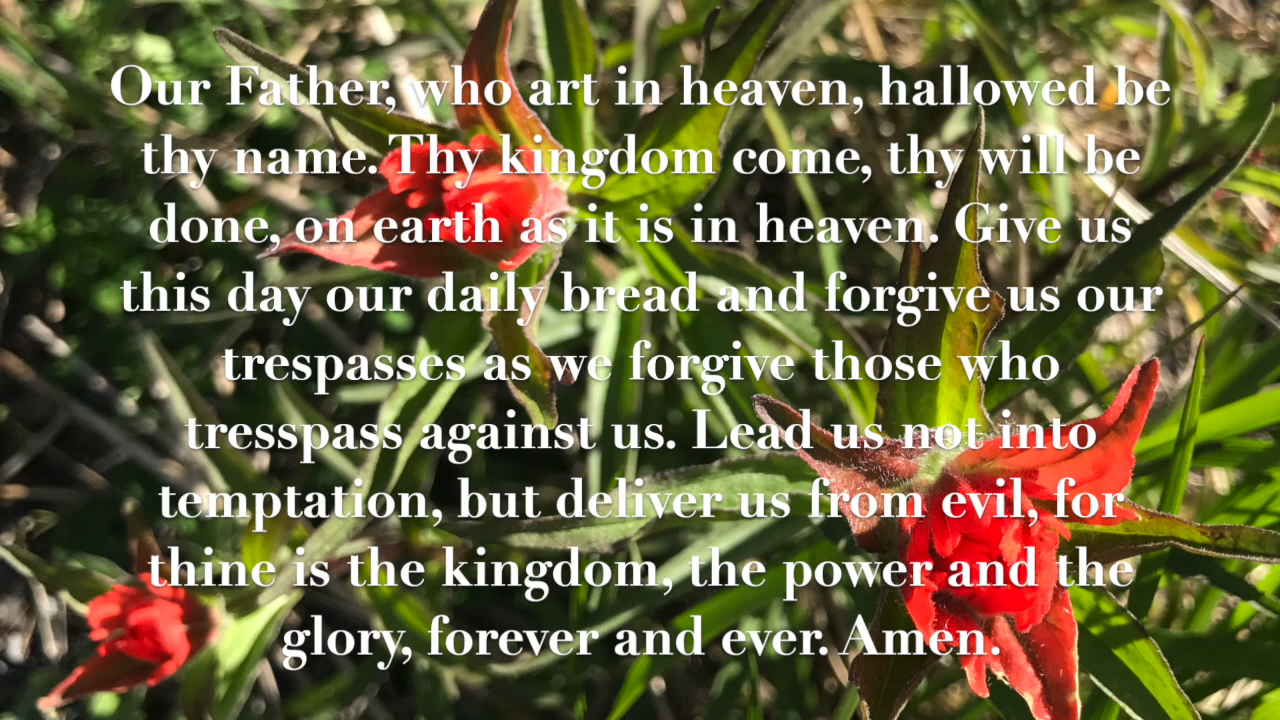 Our Father, who art in heaven, hallowed be
thy name. Thy kingdom come, thy will be
done, on earth as it is in heaven. Give us
this day our daily bread and forgive us our
trespasses as we forgive those who
tresspass against us. Lead us not into
temptation, but deliver us from evil, for
thine is the kingdom, the power and the
glory, forever and ever. Amen.